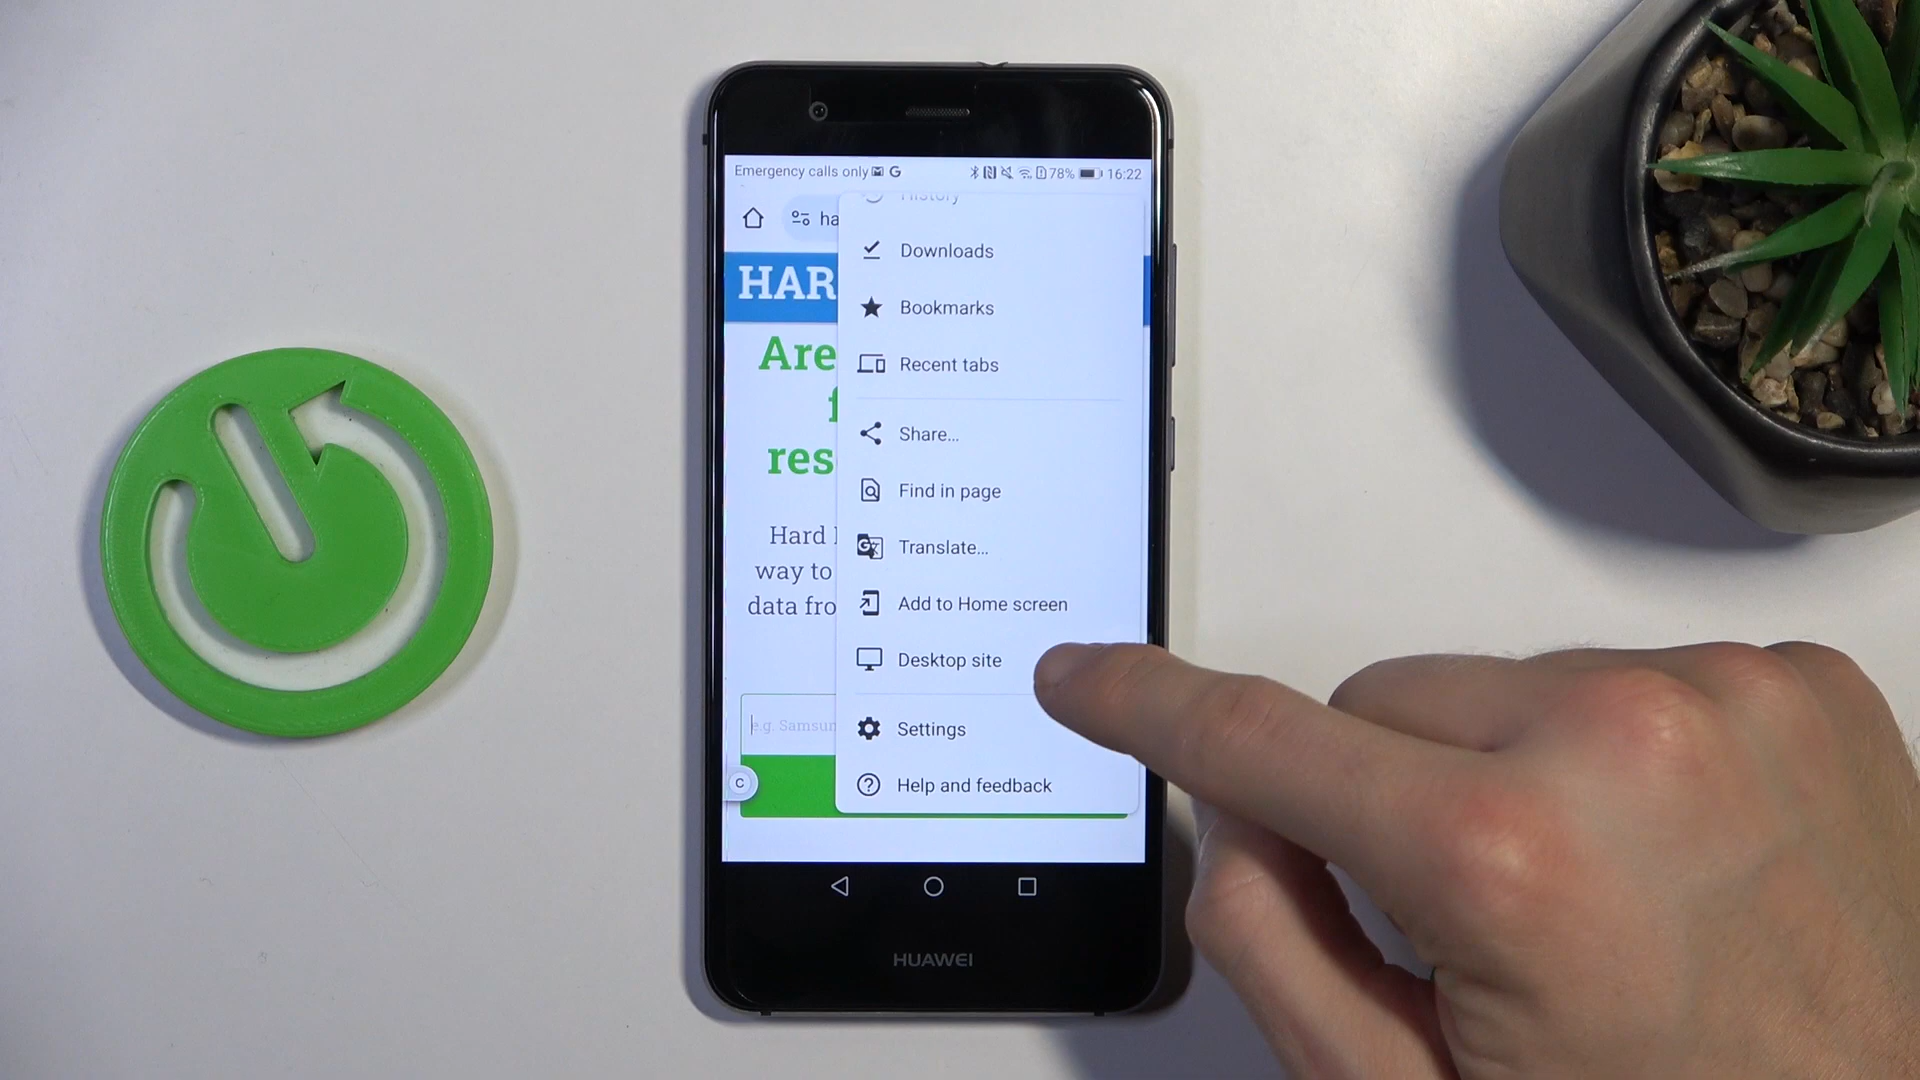 Emergency calls only 78% 16:22
History
ha
Downloads
HAR
Bookmarks
Are
Recent tabs
f
Share...
res
Find in page
Hard
Translate...
way to
data fro
Add to Home screen
Desktop site
e.g. Samsun
Settings
C
Help and feedback
HUAWEI